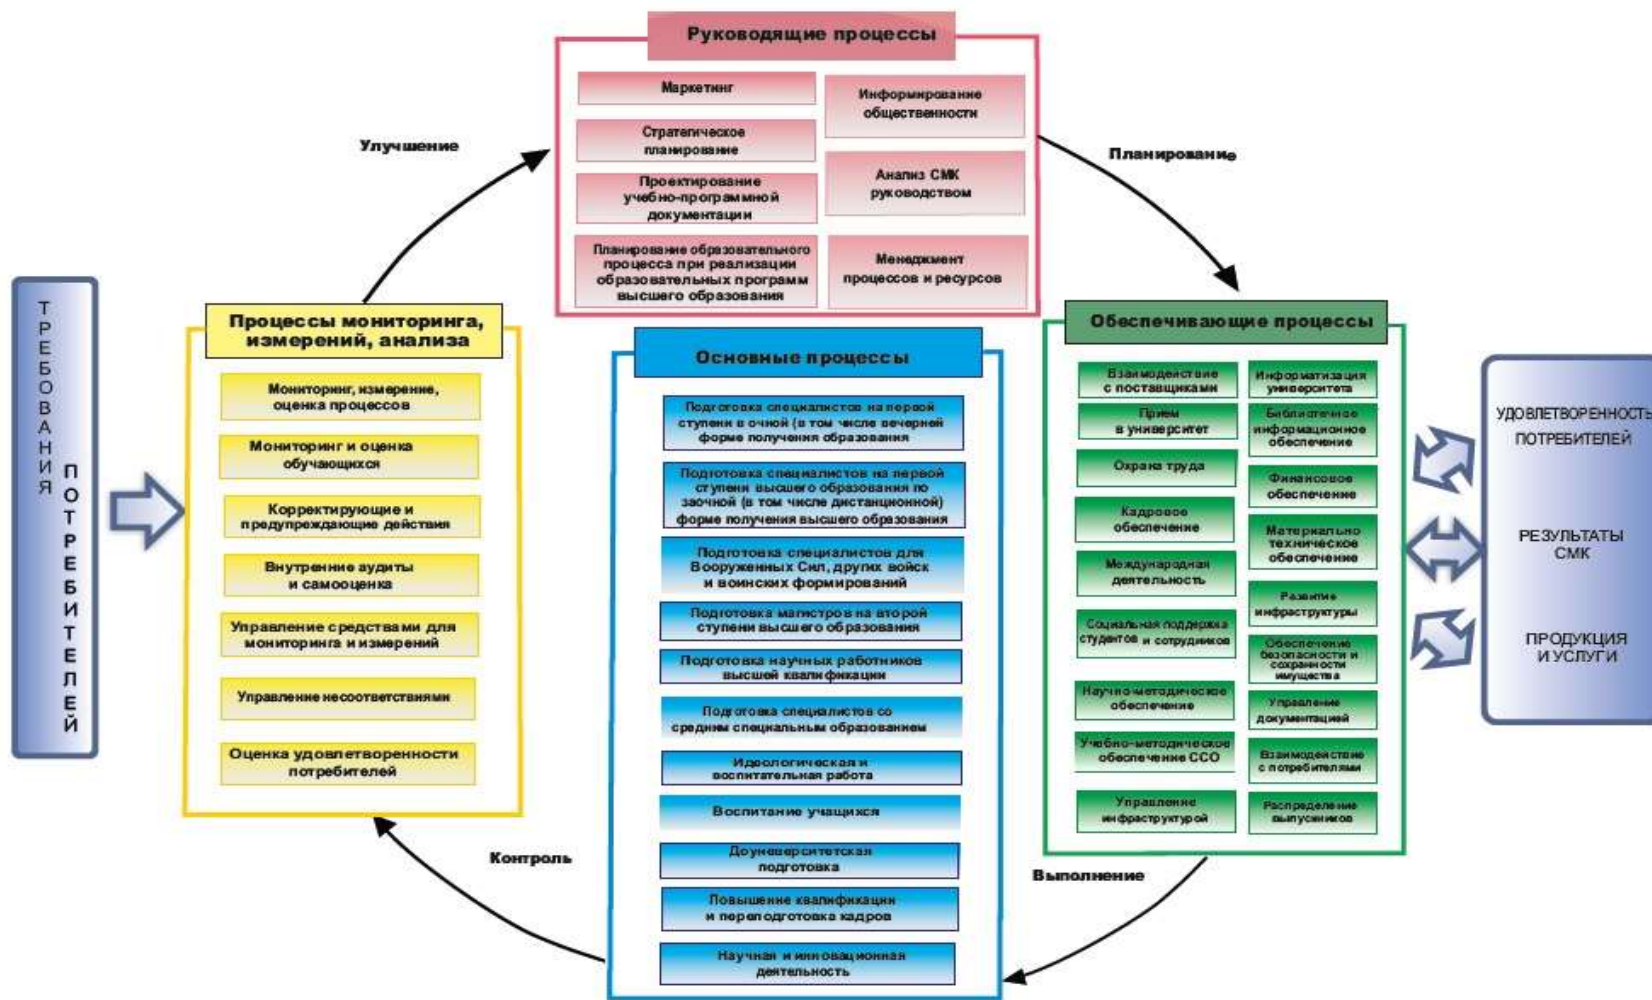 Руководящие процессы
Маркетинг
Стратегическое
планирование
Проектирование
учебно-программной
документации
Планирование образовательного
процесса при реализации
образовательных программ
высшего образования
Информирование
общественности
Анализ СМК
руководством
Менеджмент
процессов и ресурсов
Улучшение
Планирование
ТРЕБОВАНИЯ
ПОТРЕБИТЕЛЕЙ
Процессы мониторинга,
измерений, анализа
Мониторинг, измерение,
оценка процессов
Мониторинг и оценка
обучающихся
Корректирующие и
предупреждающие действия
Внутренние аудиты
и самооценка
Управление средствами для
мониторинга и измерений
Управление несоответствиями
Оценка удовлетворенности
потребителей
Основные процессы
Подготовка специалистов на первой
ступени в очной (в том числе вечерней
форме получения образования
Подготовка специалистов на первой
ступени высшего образования по
заочной (в том числе дистанционной)
форме получения высшего образования
Подготовка специалистов для
Вооруженных Сил, других войск
и воинских формирований
Подготовка магистров на второй
ступени высшего образования
Подготовка научных работников
высшей квалификации
Подготовка специалистов со
средним специальным образованием
Идеологическая и
воспитательная работа
Воспитание учащихся
Доуневерситетская
подготовка
Повышение квалификации
и переподготовка кадров
Научная и инновационная
деятельность
Обеспечивающие процессы
Взаимодействие
с поставщиками
Прием
в университет
Охрана труда
Кадровое
обеспечение
Международная
деятельность
Социальная поддержка
студентов и сотрудников
Научно-методическое
обеспечение
Учебно-методическое
обеспечение ССО
Управление
инфраструктурой
Информатизация
университета
Библиотечное
информационное
обеспечение
Финансовое
обеспечение
Материально
техническое
обеспечение
Развитие
инфраструктуры
Обеспечение
безопасности и
сохранности
имущества
Управление
документацией
Взаимодействие
с потребителями
Распределение
выпускников
УДОВЛЕТВОРЕННОСТЬ
ПОТРЕБИТЕЛЕЙ
РЕЗУЛЬТАТЫ
СМК
ПРОДУКЦИЯ
И УСЛУГИ
Контроль
Выполнение